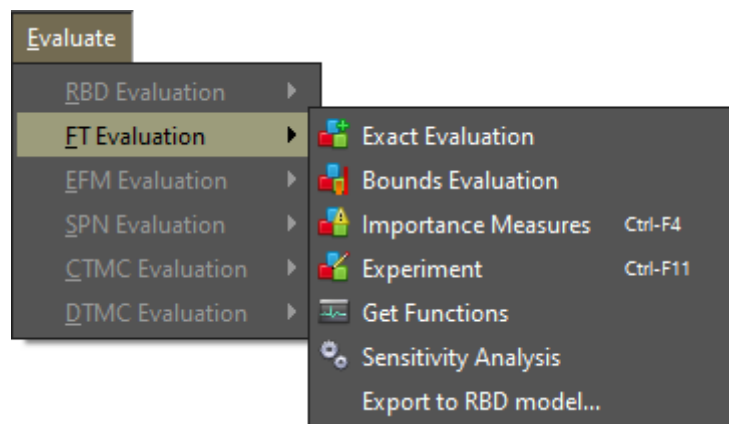 Evaluate
RBD Evaluation
FT Evaluation
EFM Evaluation
SPN Evaluation
CTMC Evaluation
DTMC Evaluation
Exact Evaluation
Bounds Evaluation
Importance Measures Ctrl-F4
Experiment Ctrl-F11
Get Functions
Sensitivity Analysis
Export to RBD model...